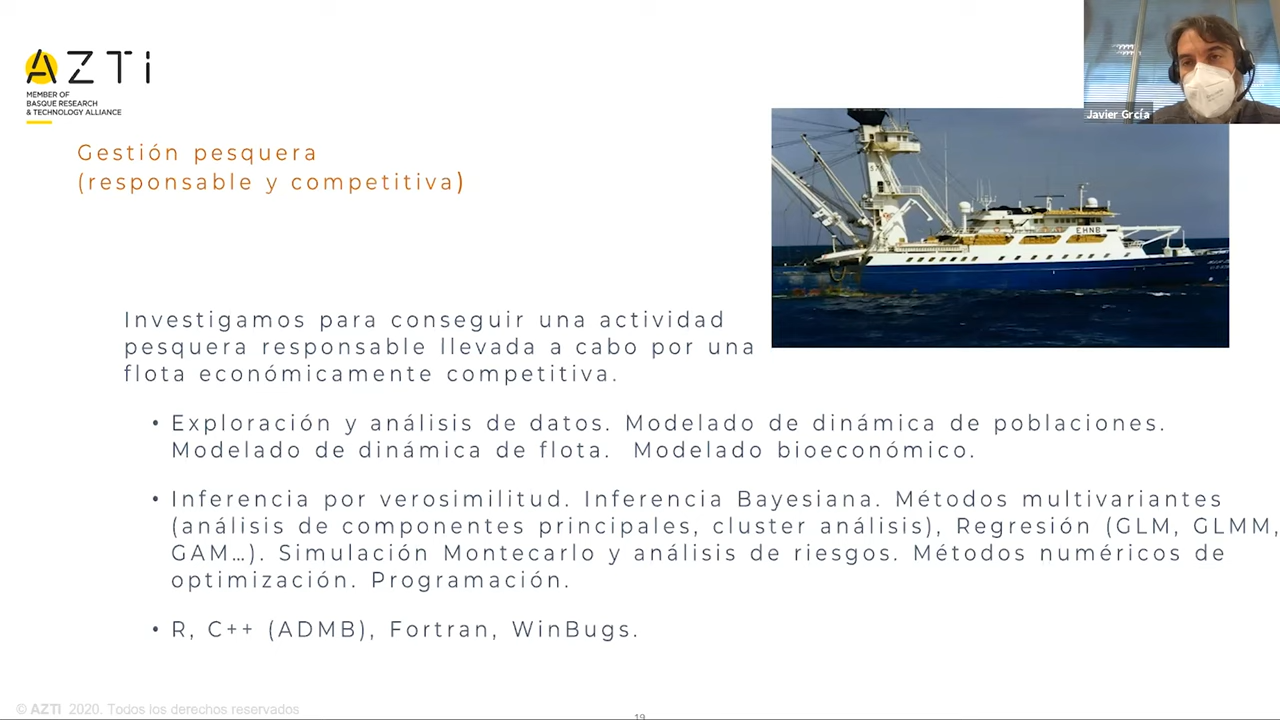 AZTi
MEMBER OF
BASQUE RESEARCH
& TECHNOLOGY ALLIANCE
Javier Grcía
Gestión pesquera
(responsable y competitiva)
EHNB
Investigamos para conseguir una actividad
pesquera responsable llevada a cabo por una
flota económicamente competitiva.
• Exploración y análisis de datos. Modelado de dinámica de poblaciones.
Modelado de dinámica de flota. Modelado bioeconómico.
• Inferencia por verosimilitud. Inferencia Bayesiana. Métodos multivariantes
(análisis de componentes principales, cluster análisis), Regresión (GLM, GLMM,
GAM…). Simulación Montecarlo y análisis de riesgos. Métodos numéricos de
optimización. Programación.
• R, C++ (ADMB), Fortran, WinBugs.
© AZTI 2020. Todos los derechos reservados
19